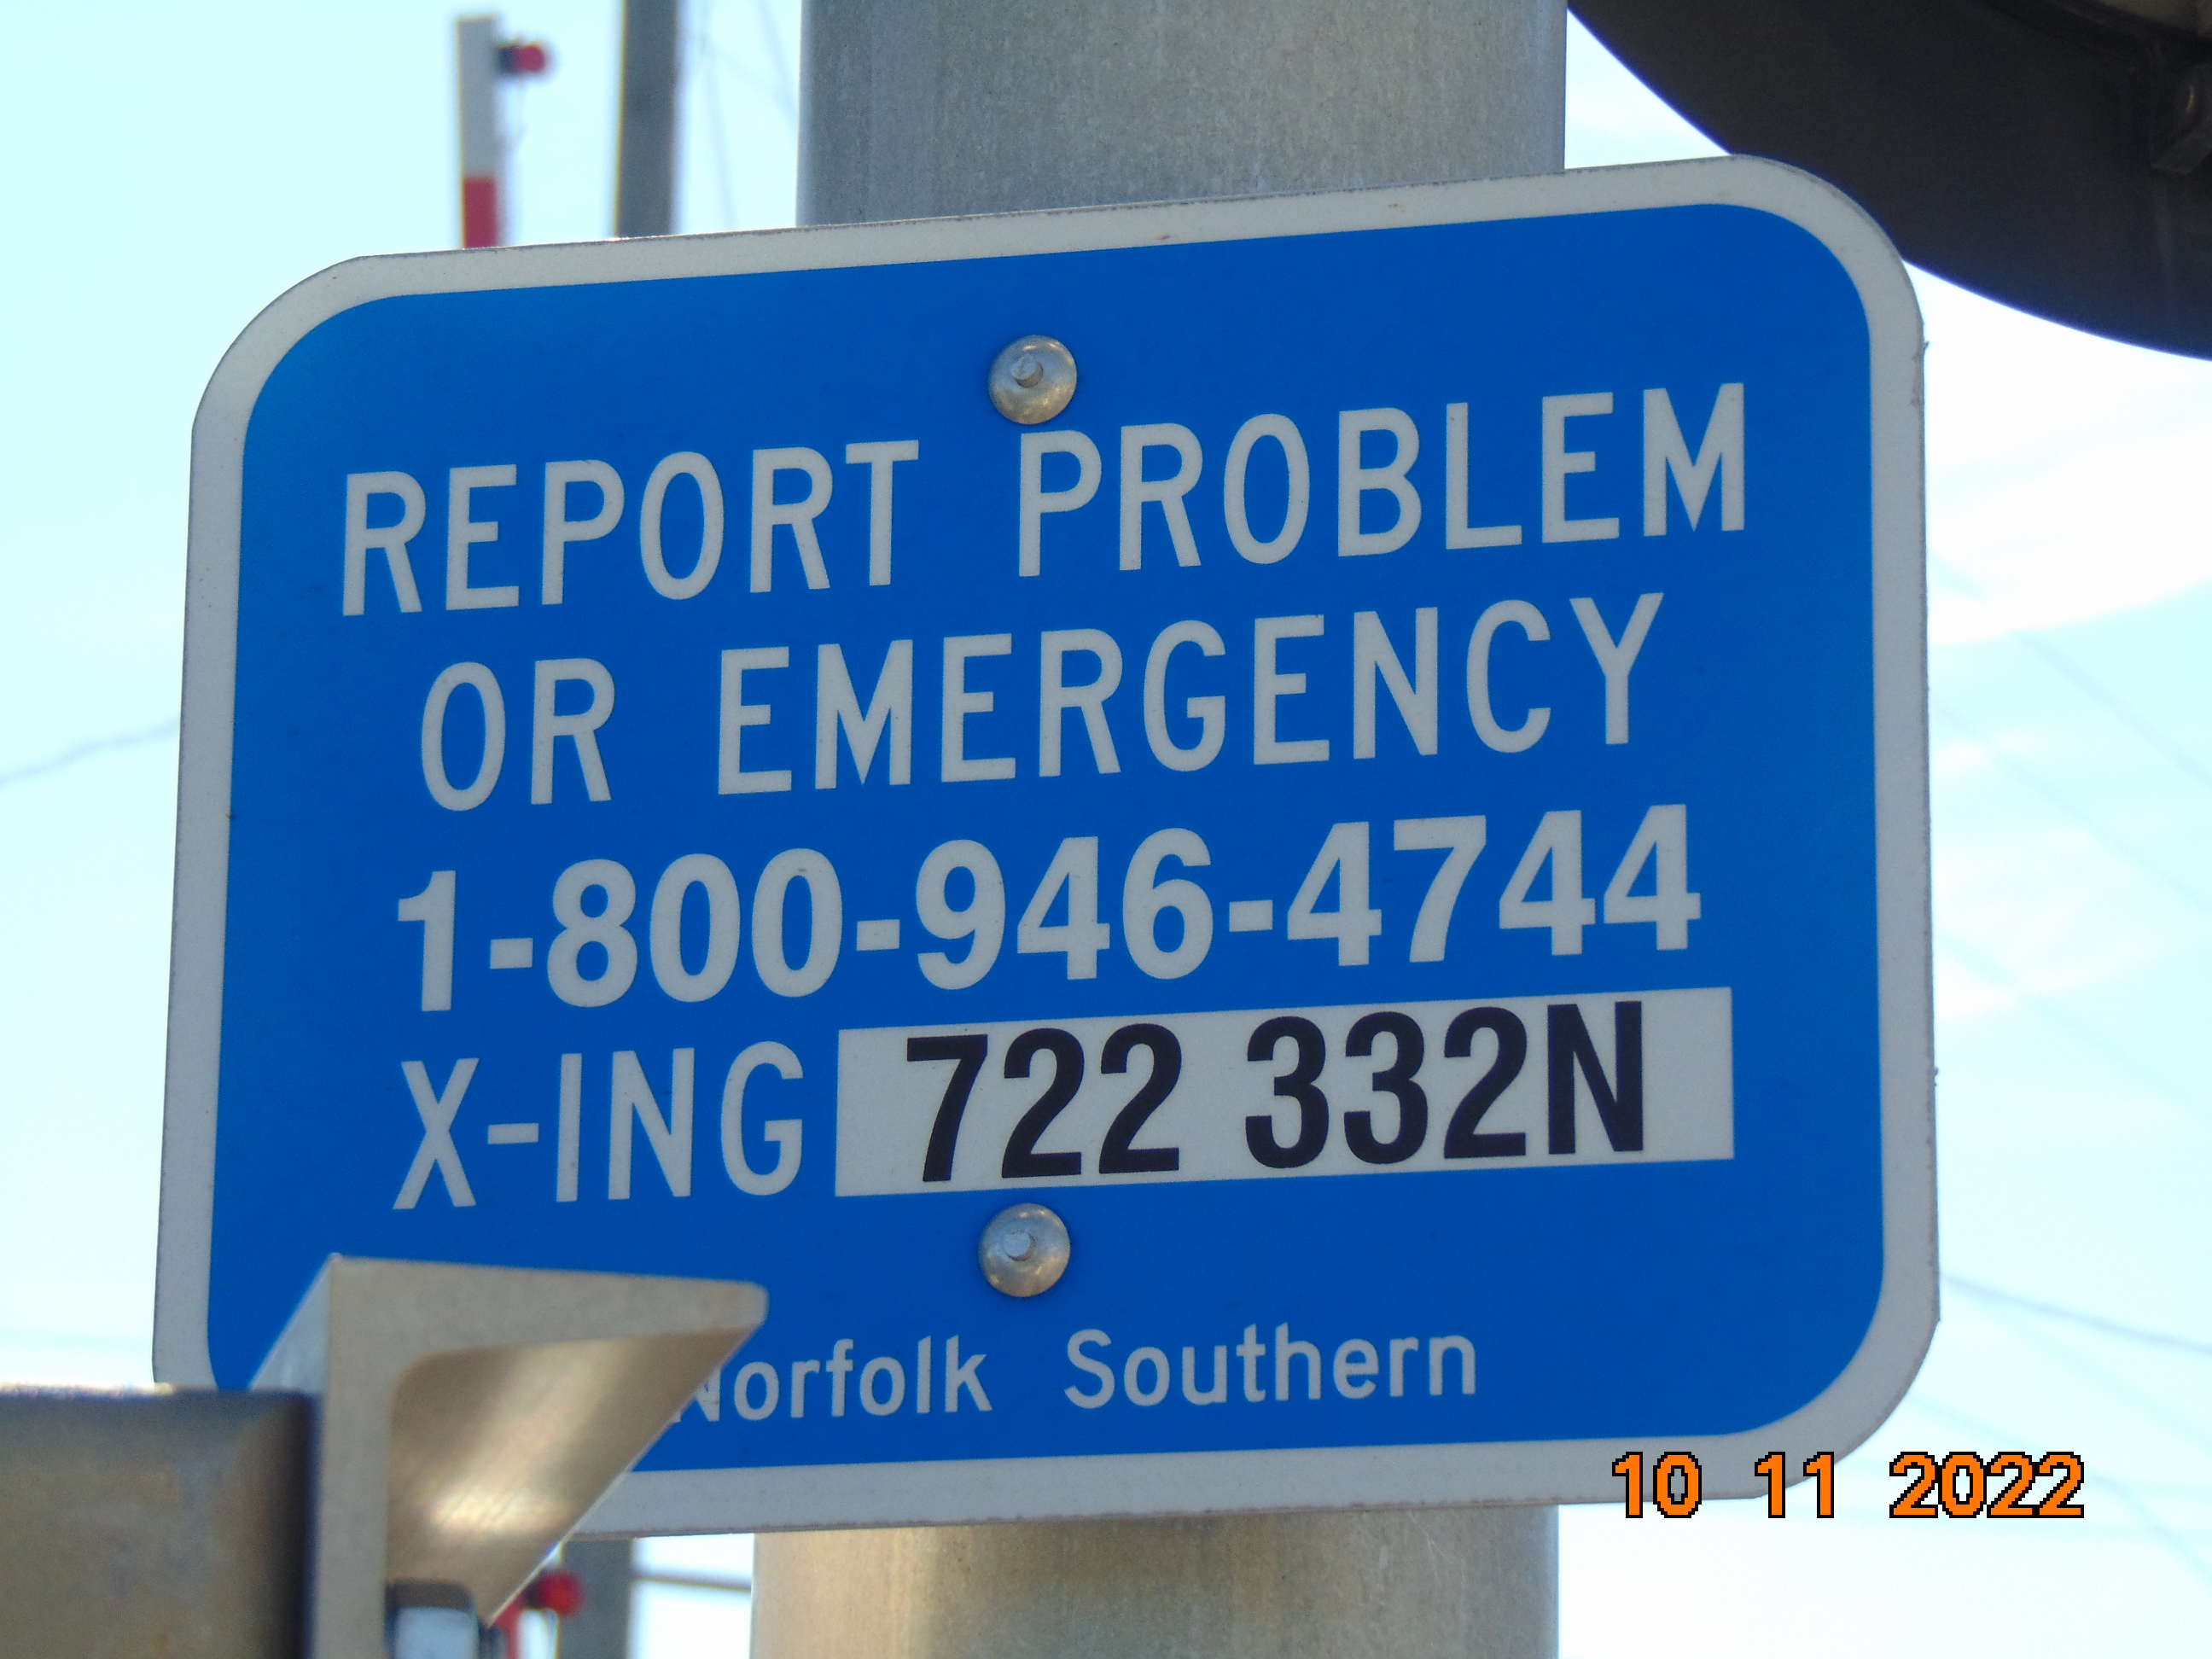 REPORT PROBLEM
OR EMERGENCY
1-800-946-4744
X-ING 722 332N
Norfolk Southern
10 11 2022